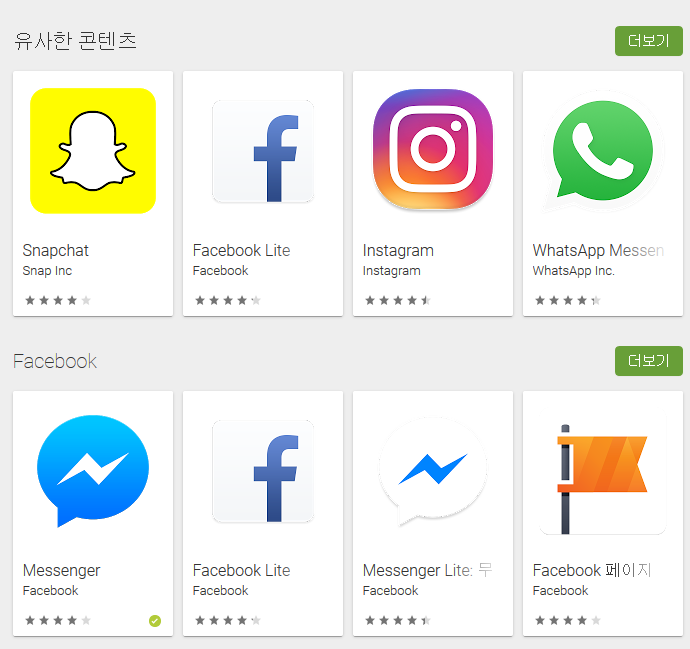 유사한 콘텐츠
더보기
Snapchat
Snap Inc
Facebook Lite
Facebook
Instagram
Instagram
WhatsApp Messen
WhatsApp Inc.
Facebook
더보기
Messenger
Facebook
Facebook Lite
Facebook
Messenger Lite: 무
Facebook
Facebook 페이지
Facebook